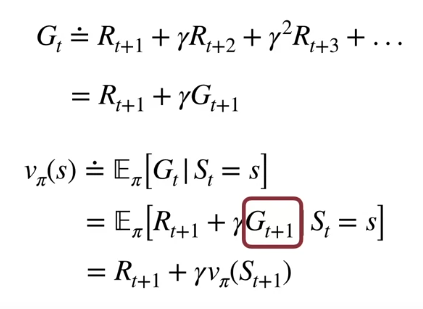 G_t ≐ R_{t+1} + γR_{t+2} + γ²R_{t+3} + …
= R_{t+1} + γG_{t+1}
v_π(s) ≐ 𝔼_π[G_t | S_t = s]
= 𝔼_π[R_{t+1} + γG_{t+1} S_t = s]
= R_{t+1} + γv_π(S_{t+1})